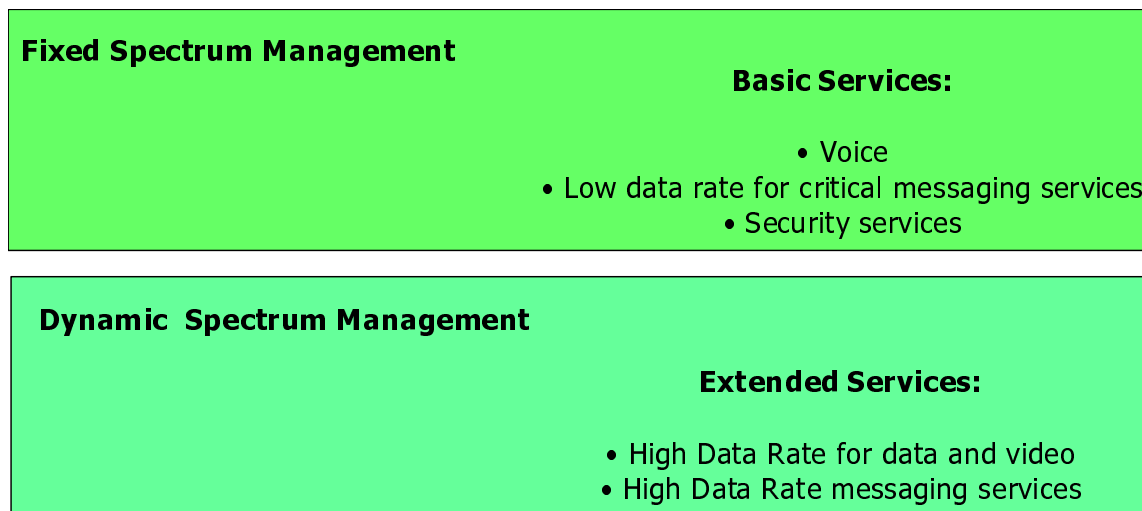 Fixed Spectrum Management
Basic Services:
• Voice
• Low data rate for critical messaging services
• Security services
Dynamic  Spectrum Management
Extended Services:
• High Data Rate for data and video
• High Data Rate messaging services